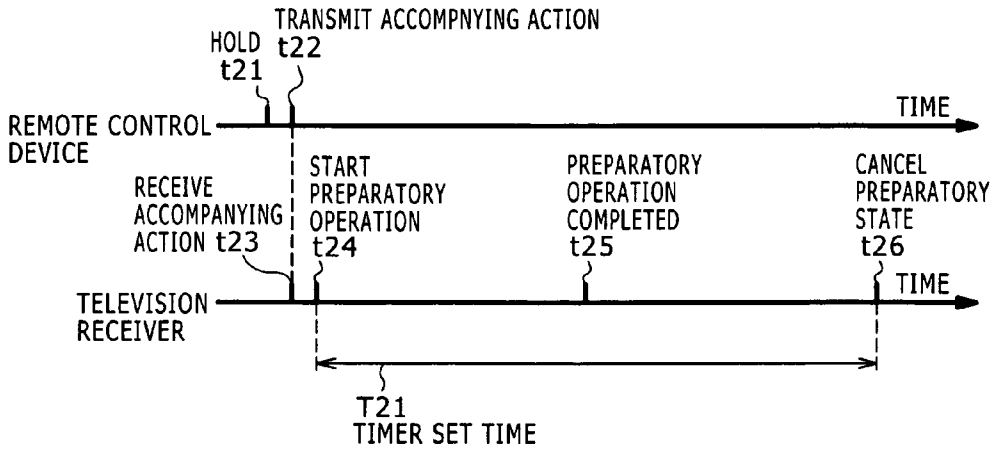 TRANSMIT ACCOMPNYING ACTION
t22
HOLD
t21
TIME
REMOTE CONTROL
DEVICE
RECEIVE
ACCOMPANYING
ACTION t23
START
PREPARATORY
OPERATION
t24
PREPARATORY
OPERATION
COMPLETED
t25
CANCEL
PREPARATORY
STATE
t26
TIME
TELEVISION
RECEIVER
T21
TIMER SET TIME